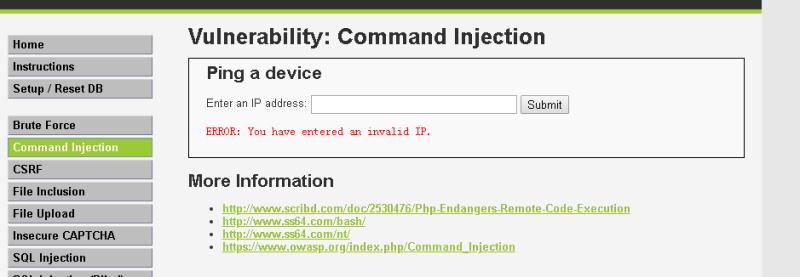 Home
Instructions
Setup / Reset DB
Brute Force
Command Injection
CSRF
File Inclusion
File Upload
Insecure CAPTCHA
SQL Injection
Vulnerability: Command Injection
Ping a device
Enter an IP address:
Submit
ERROR: You have entered an invalid IP.
More Information
http://www.scribd.com/doc/2530476/Php-Endangers-Remote-Code-Execution
http://www.ss64.com/bash/
http://www.ss64.com/nt/
https://www.owasp.org/index.php/Command_Injection